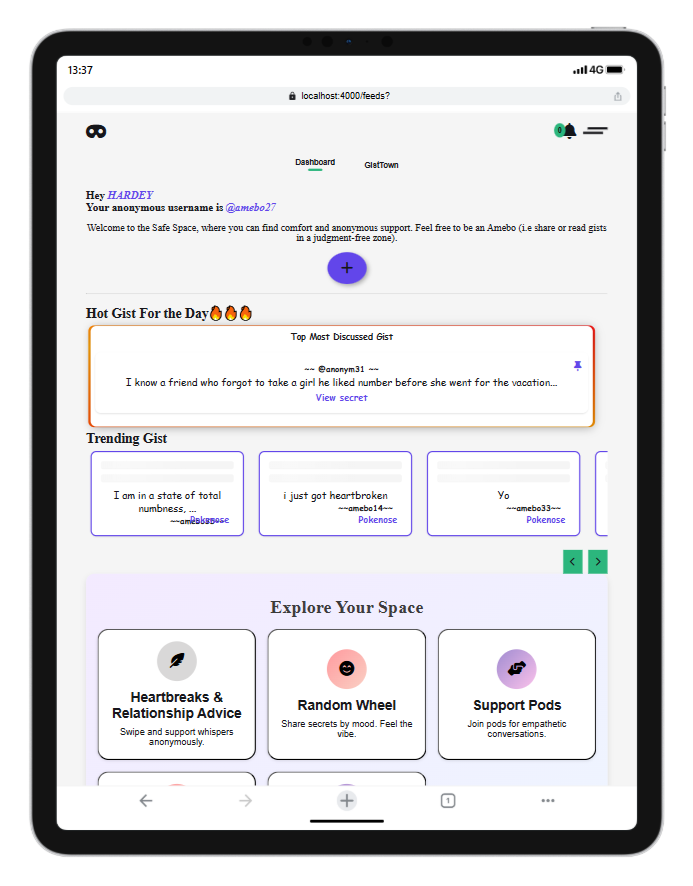 13:37
4G
localhost:4000/feeds?
0
Dashboard
GistTown
Hey HARDEY
Your anonymous username is @amebo27
Welcome to the Safe Space, where you can find comfort and anonymous support. Feel free to be an Amebo (i.e share or read gists
in a judgment-free zone).
+
Hot Gist For the Day🔥🔥🔥
Top Most Discussed Gist
~~ @anonym31 ~~
I know a friend who forgot to take a girl he liked number before she went for the vacation...
View secret
Trending Gist
I am in a state of total
numbness, ...
Pokenose
i just got heartbroken
~~amebo14~~
Pokenose
Yo
~~amebo33~~
Pokenose
Explore Your Space
Heartbreaks &
Relationship Advice
Swipe and support whispers
anonymously.
Random Wheel
Share secrets by mood. Feel the
vibe.
Support Pods
Join pods for empathetic
conversations.
1